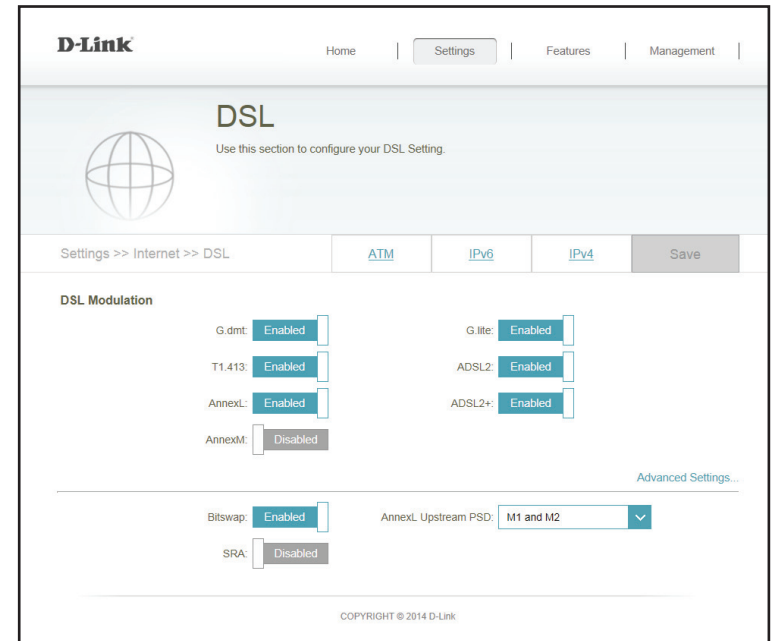 D-Link
Home | Settings | Features | Management |
DSL
Use this section to configure your DSL Setting.
Settings >> Internet >> DSL ATM IPv6 IPv4 Save
DSL Modulation
G.dmt: Enabled G.lite: Enabled
T1.413: Enabled ADSL2: Enabled
AnnexL: Enabled ADSL2+: Enabled
AnnexM: Disabled
Advanced Settings...
Bitswap: Enabled AnnexL Upstream PSD: M1 and M2
SRA: Disabled
COPYRIGHT © 2014 D-Link